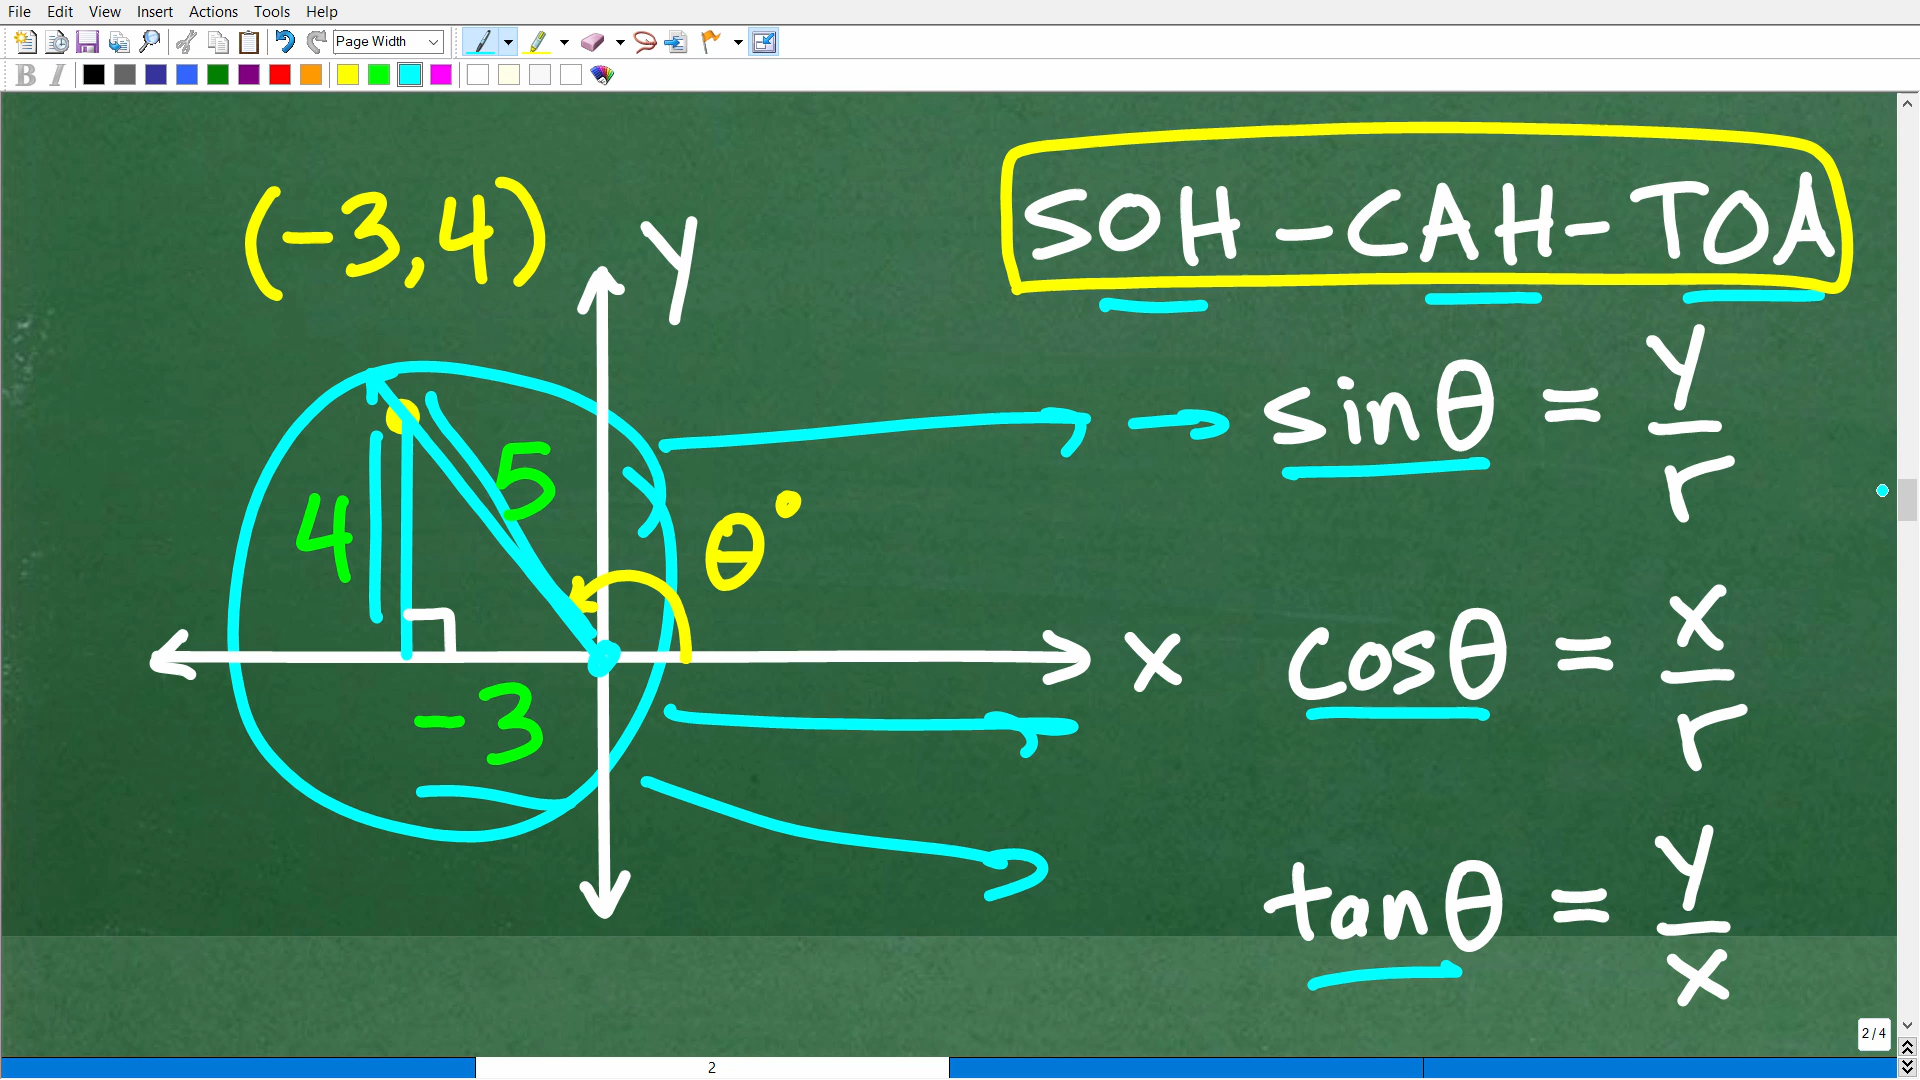 File Edit View Insert Actions Tools Help
Page Width
B I
(-3,4)
y
SOH-CAH-TOA
sinθ = y/r
5
4
θ°
x
cosθ = x/r
-3
tanθ = y/x
2/4
2